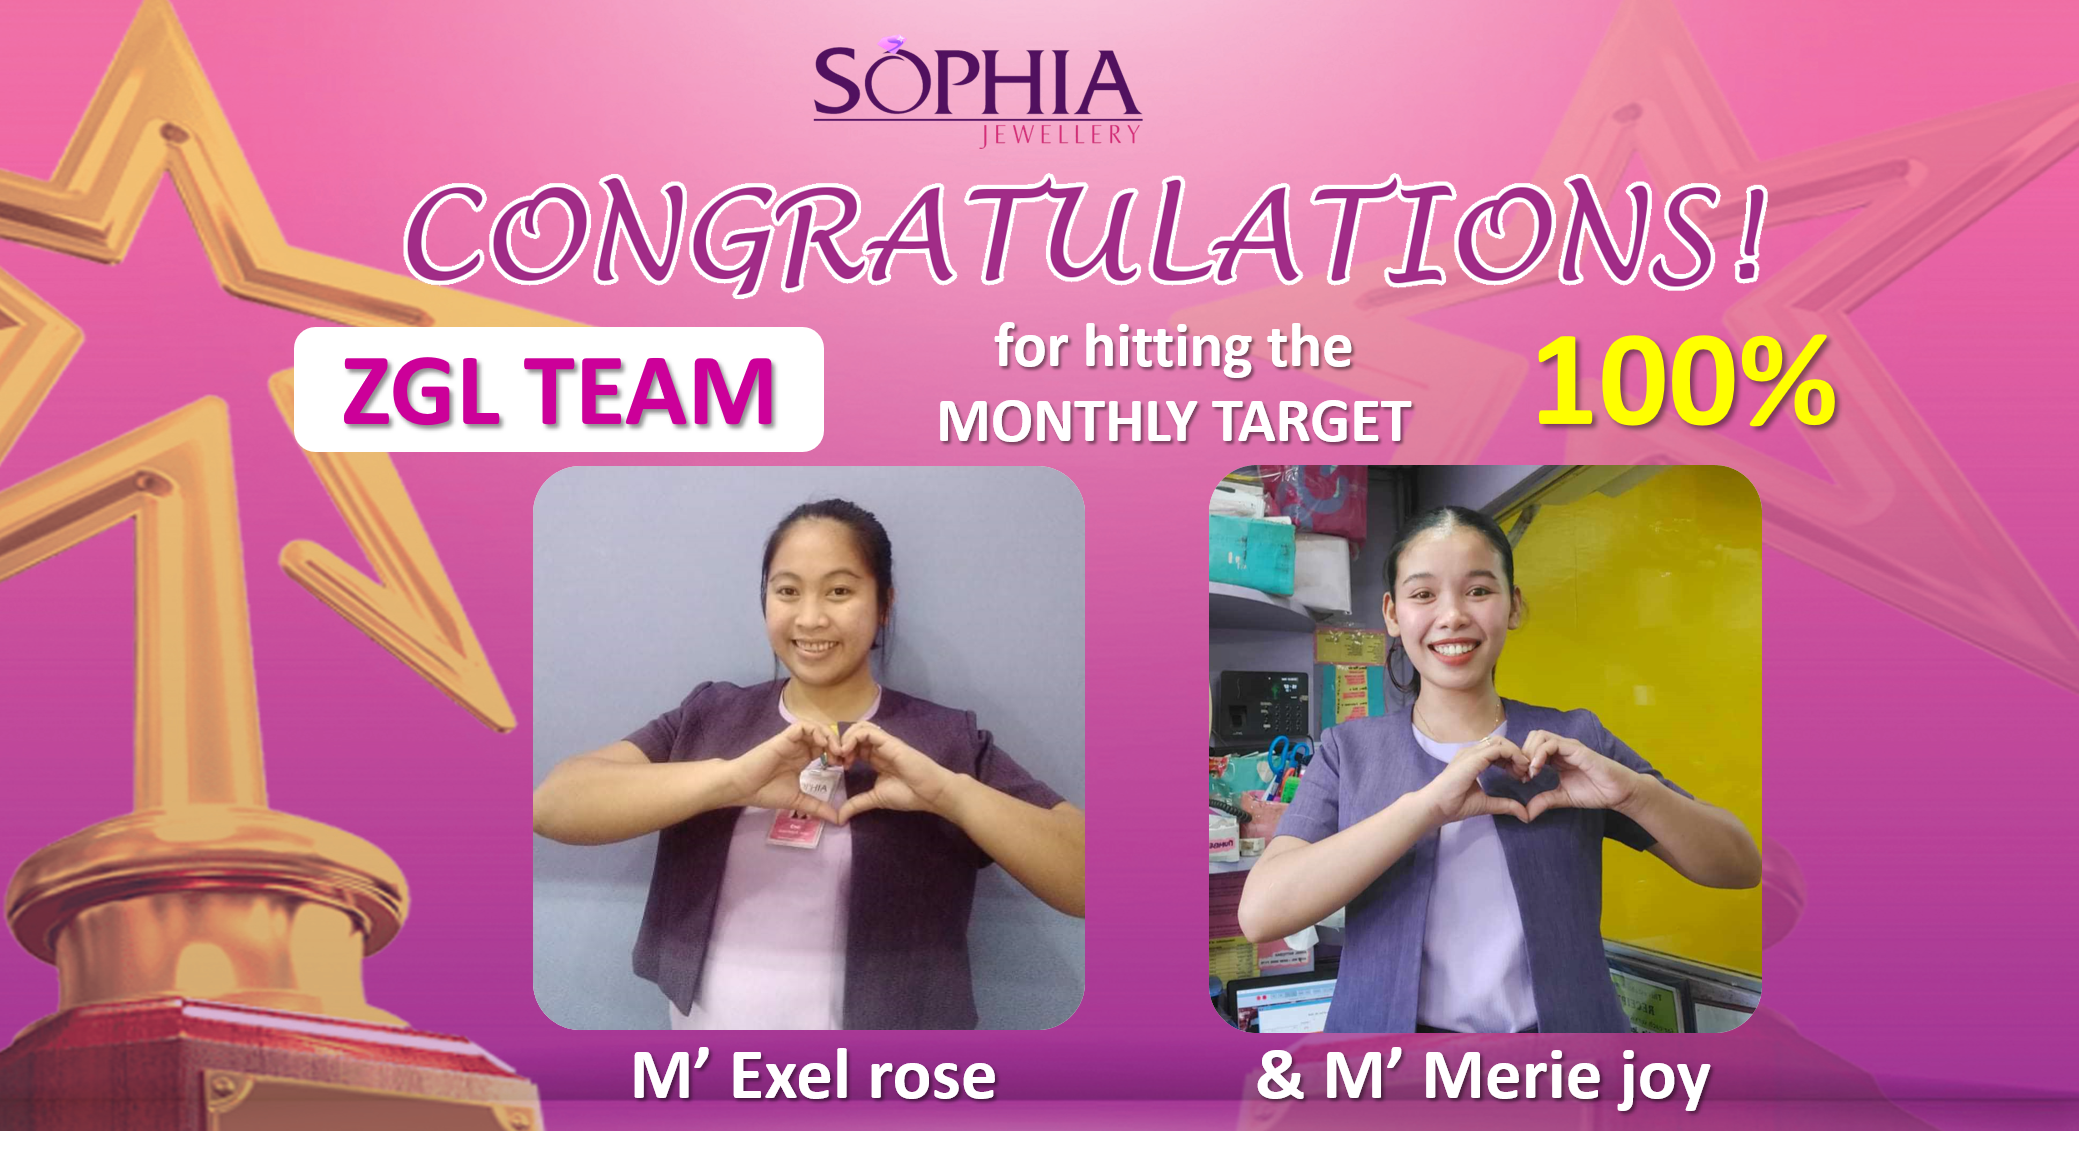 SOPHIA
JEWELLERY
CONGRATULATIONS!
ZGL TEAM
for hitting the
MONTHLY TARGET
100%
M’ Exel rose
& M’ Merie joy